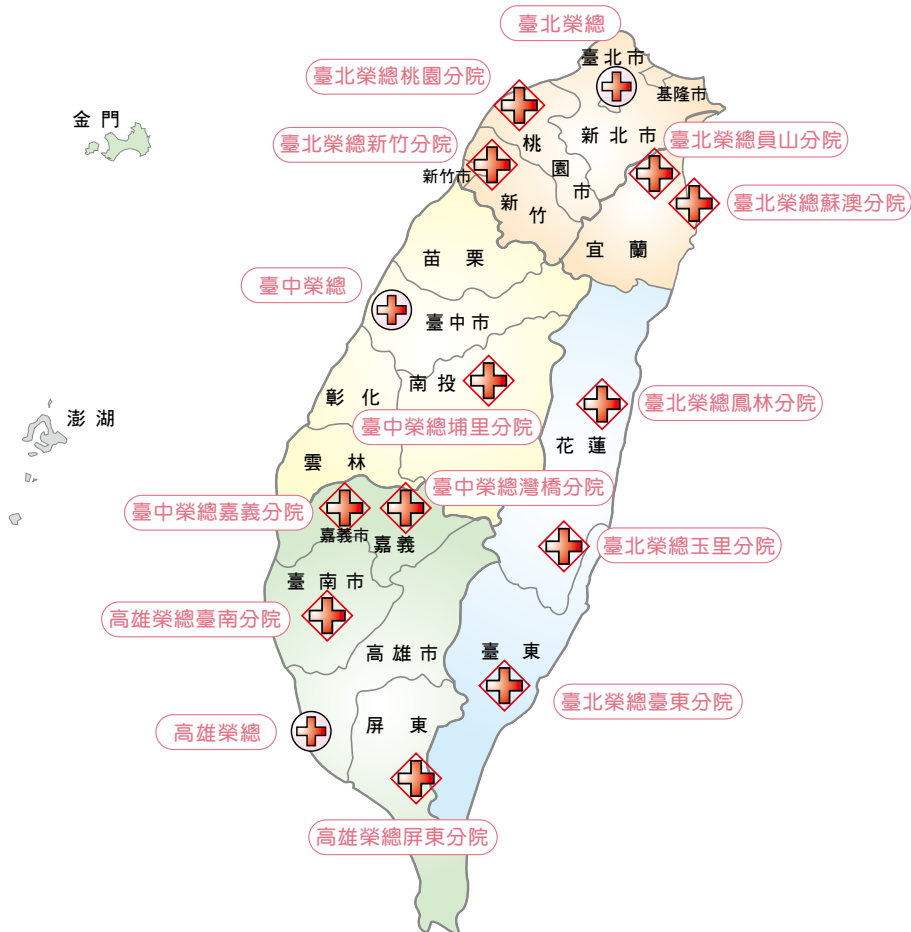 臺北榮總
臺北市
臺北榮總桃園分院
基隆市
金門
新北市
臺北榮總新竹分院
桃園市
臺北榮總員山分院
新竹市
新竹
臺北榮總蘇澳分院
宜蘭
苗栗
臺中榮總
臺中市
南投
彰化
臺北榮總鳳林分院
澎湖
臺中榮總埔里分院
花蓮
雲林
臺中榮總灣橋分院
臺中榮總嘉義分院
嘉義市
嘉義
臺北榮總玉里分院
臺南市
高雄榮總臺南分院
高雄市
臺東
臺北榮總臺東分院
高雄榮總
屏東
高雄榮總屏東分院